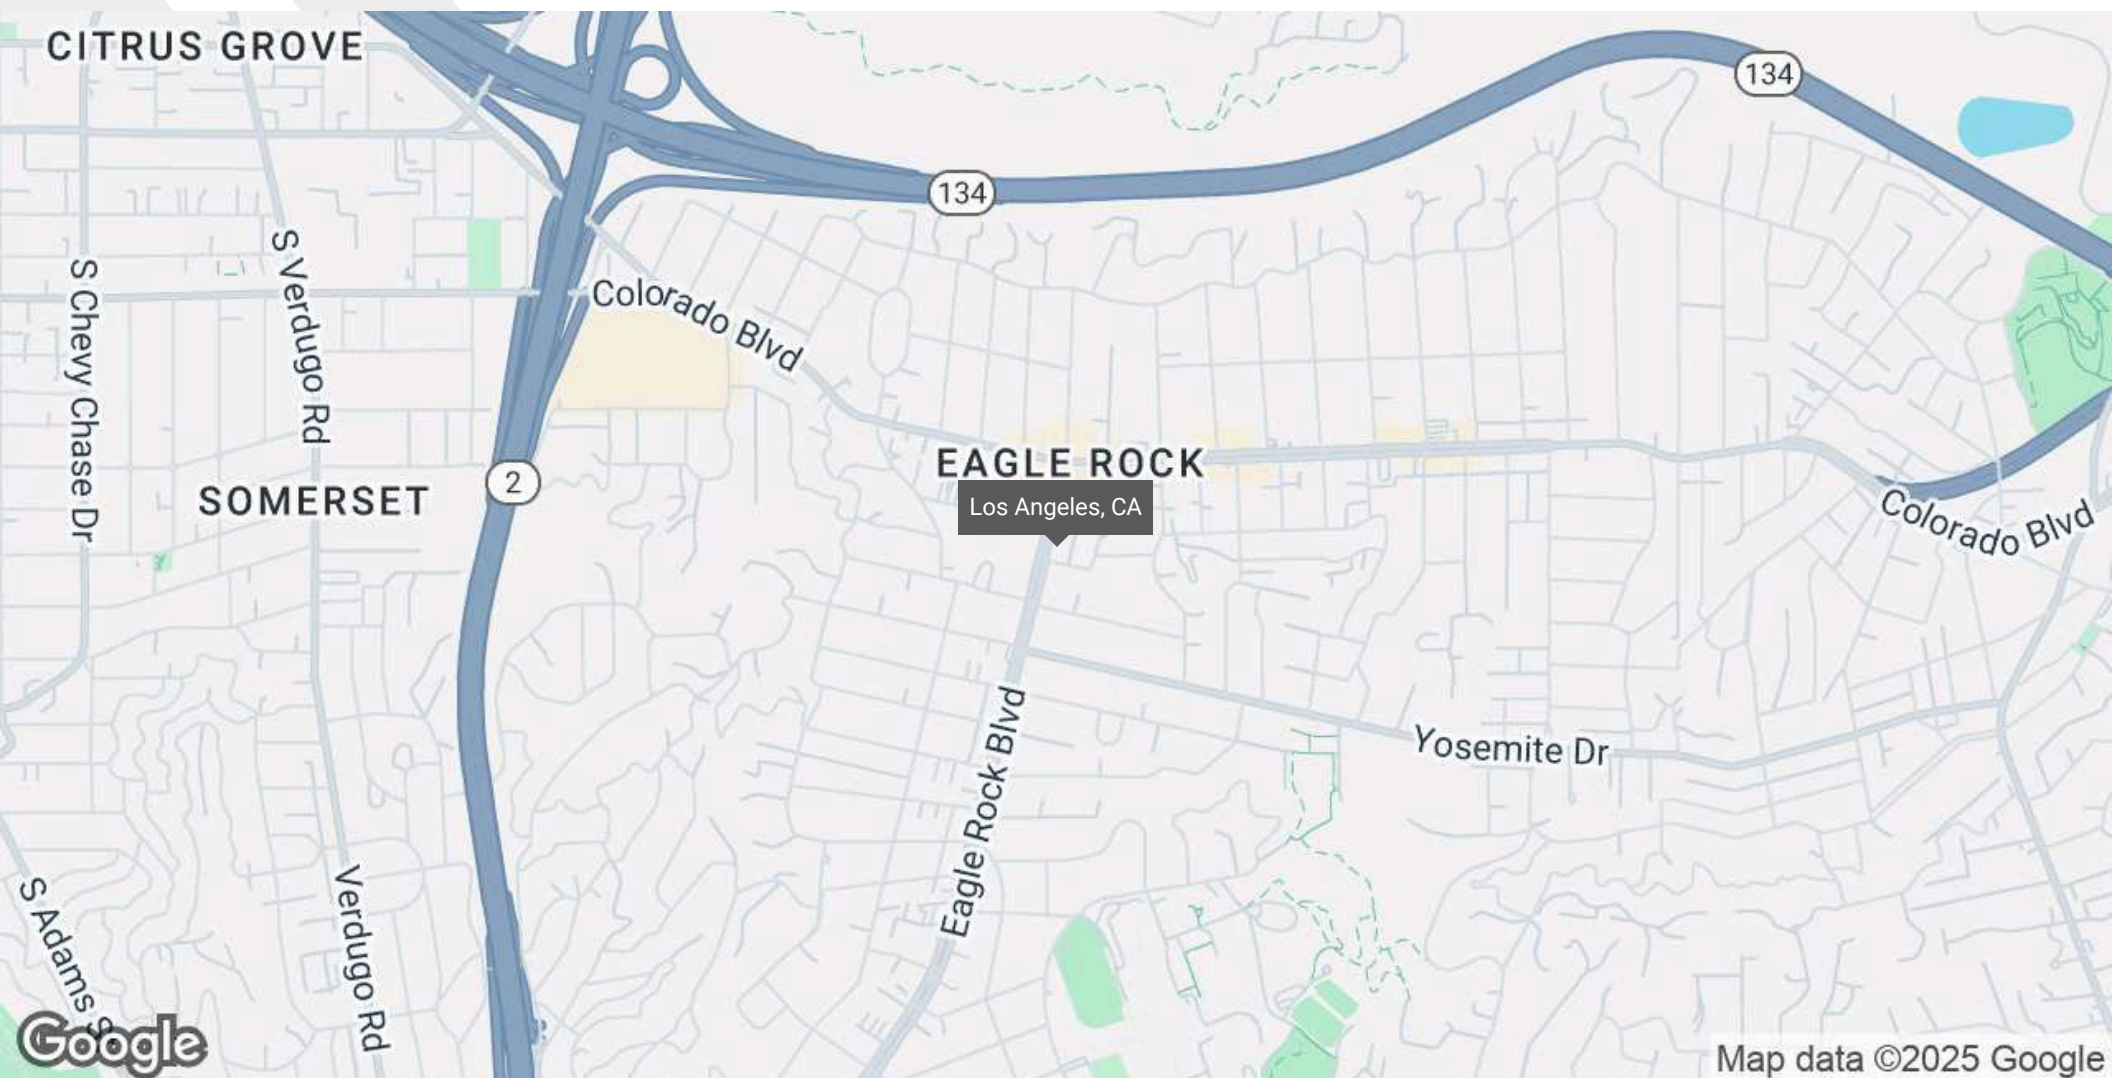 CITRUS GROVE
134
134
S Verdugo Rd
S Chevy Chase Dr
Colorado Blvd
EAGLE ROCK
2
SOMERSET
Los Angeles, CA
Colorado Blvd
Eagle Rock Blvd
Yosemite Dr
S Adams St
Verdugo Rd
Google
Map data ©2025 Google